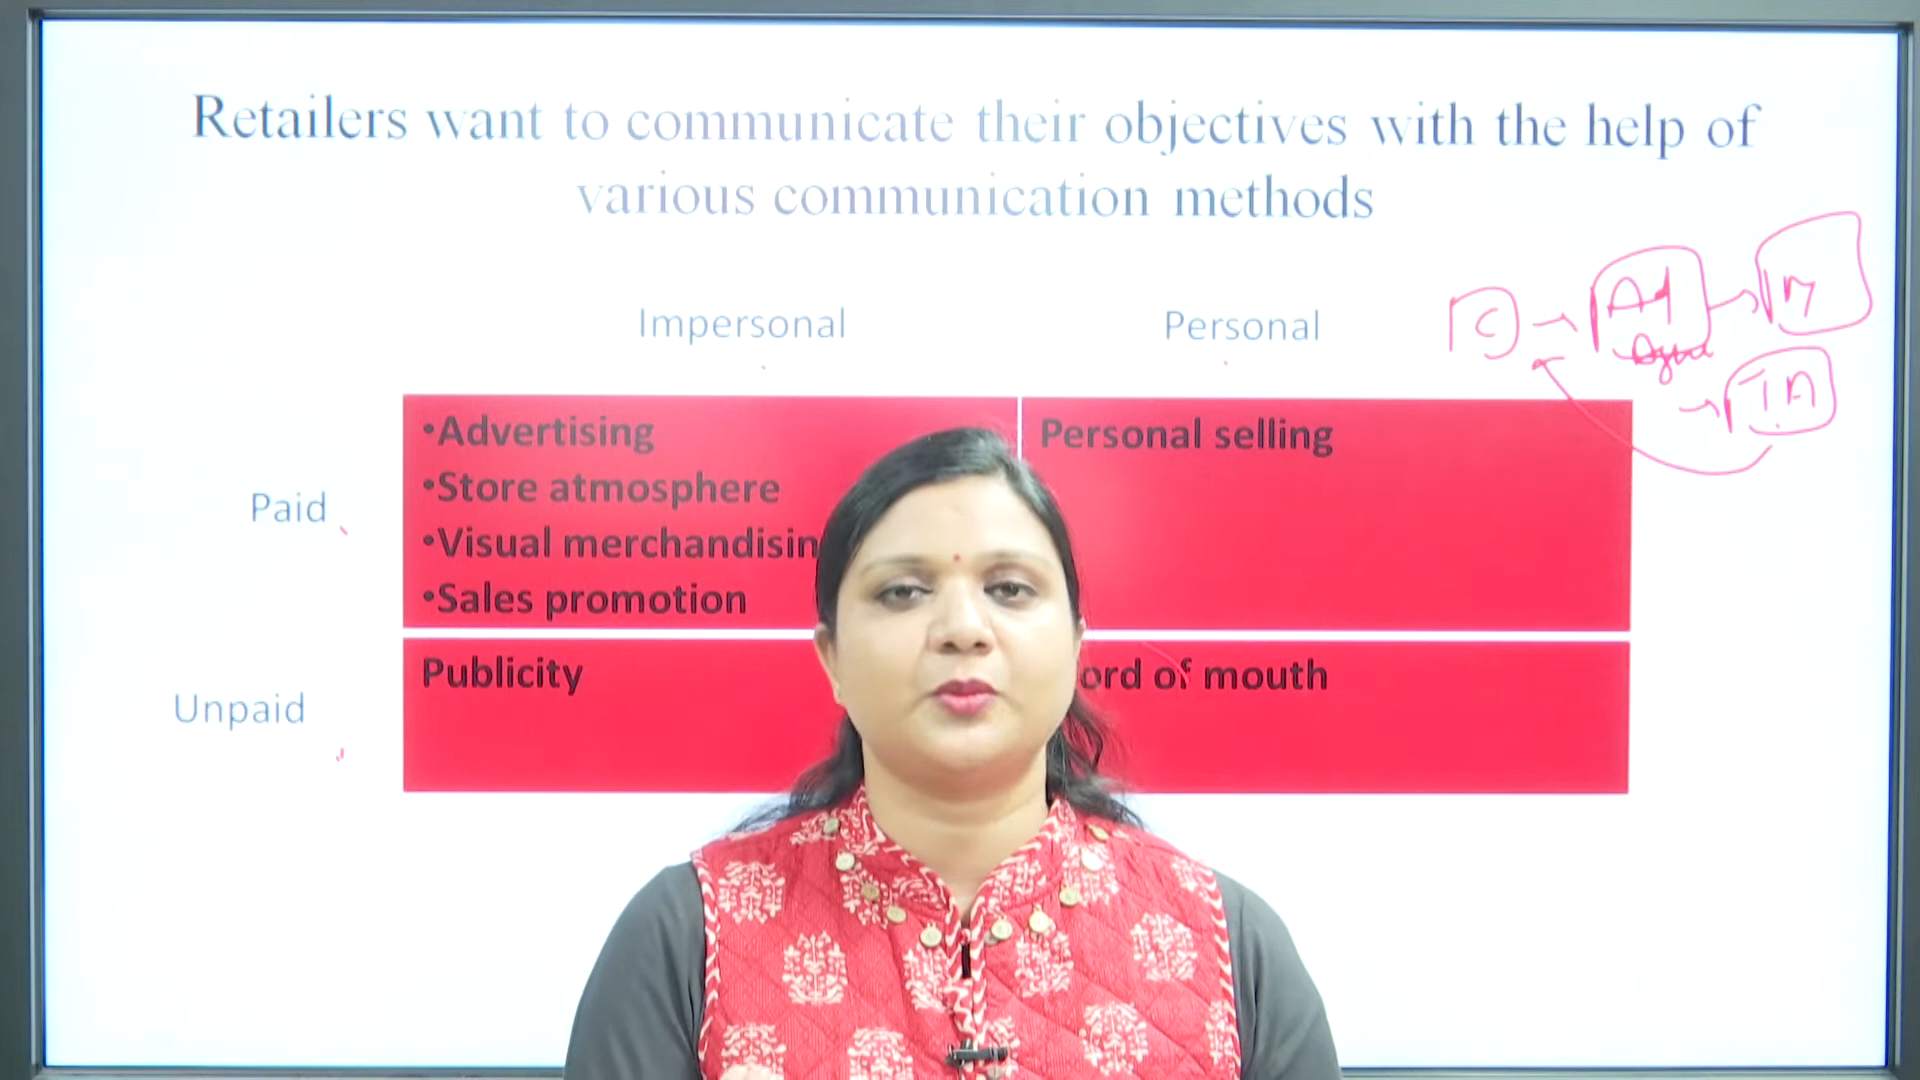 Retailers want to communicate their objectives with the help of
various communication methods
Impersonal
Personal
C
Ad
M
T A
Paid
•Advertising
•Store atmosphere
•Visual merchandisin
•Sales promotion
Personal selling
Unpaid
Publicity
ord of mouth